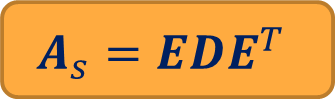 A_s = EDE^T